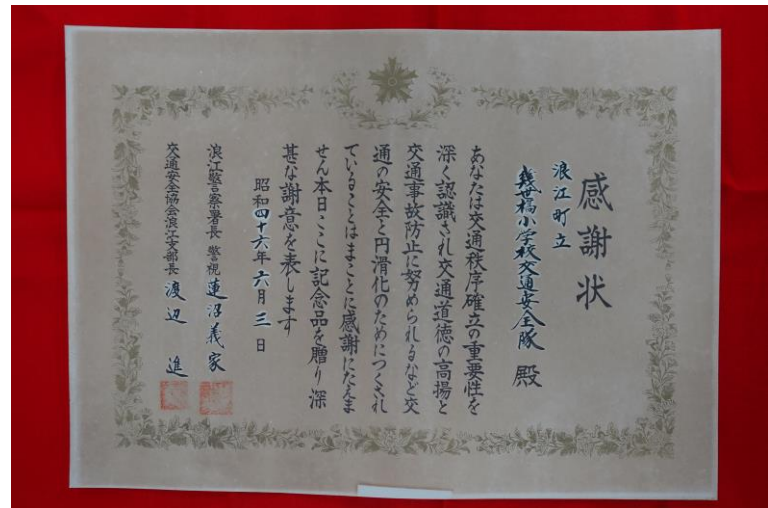 感謝状
浪江町立
幾世橋小学校交通安全隊 殿
あなたは交通秩序確立の重要性を
深く認識され交通道徳の高揚と
交通事故防止に努められるなど交
通の安全と円滑化のためにつくされ
ていることはまことに感謝にたえま
せん本日ここに記念品を贈り深
甚な謝意を表します
昭和四十六年六月三日
浪江警察署長 警視 蓮沼義家
交通安全協会浪江支部長 渡辺 進